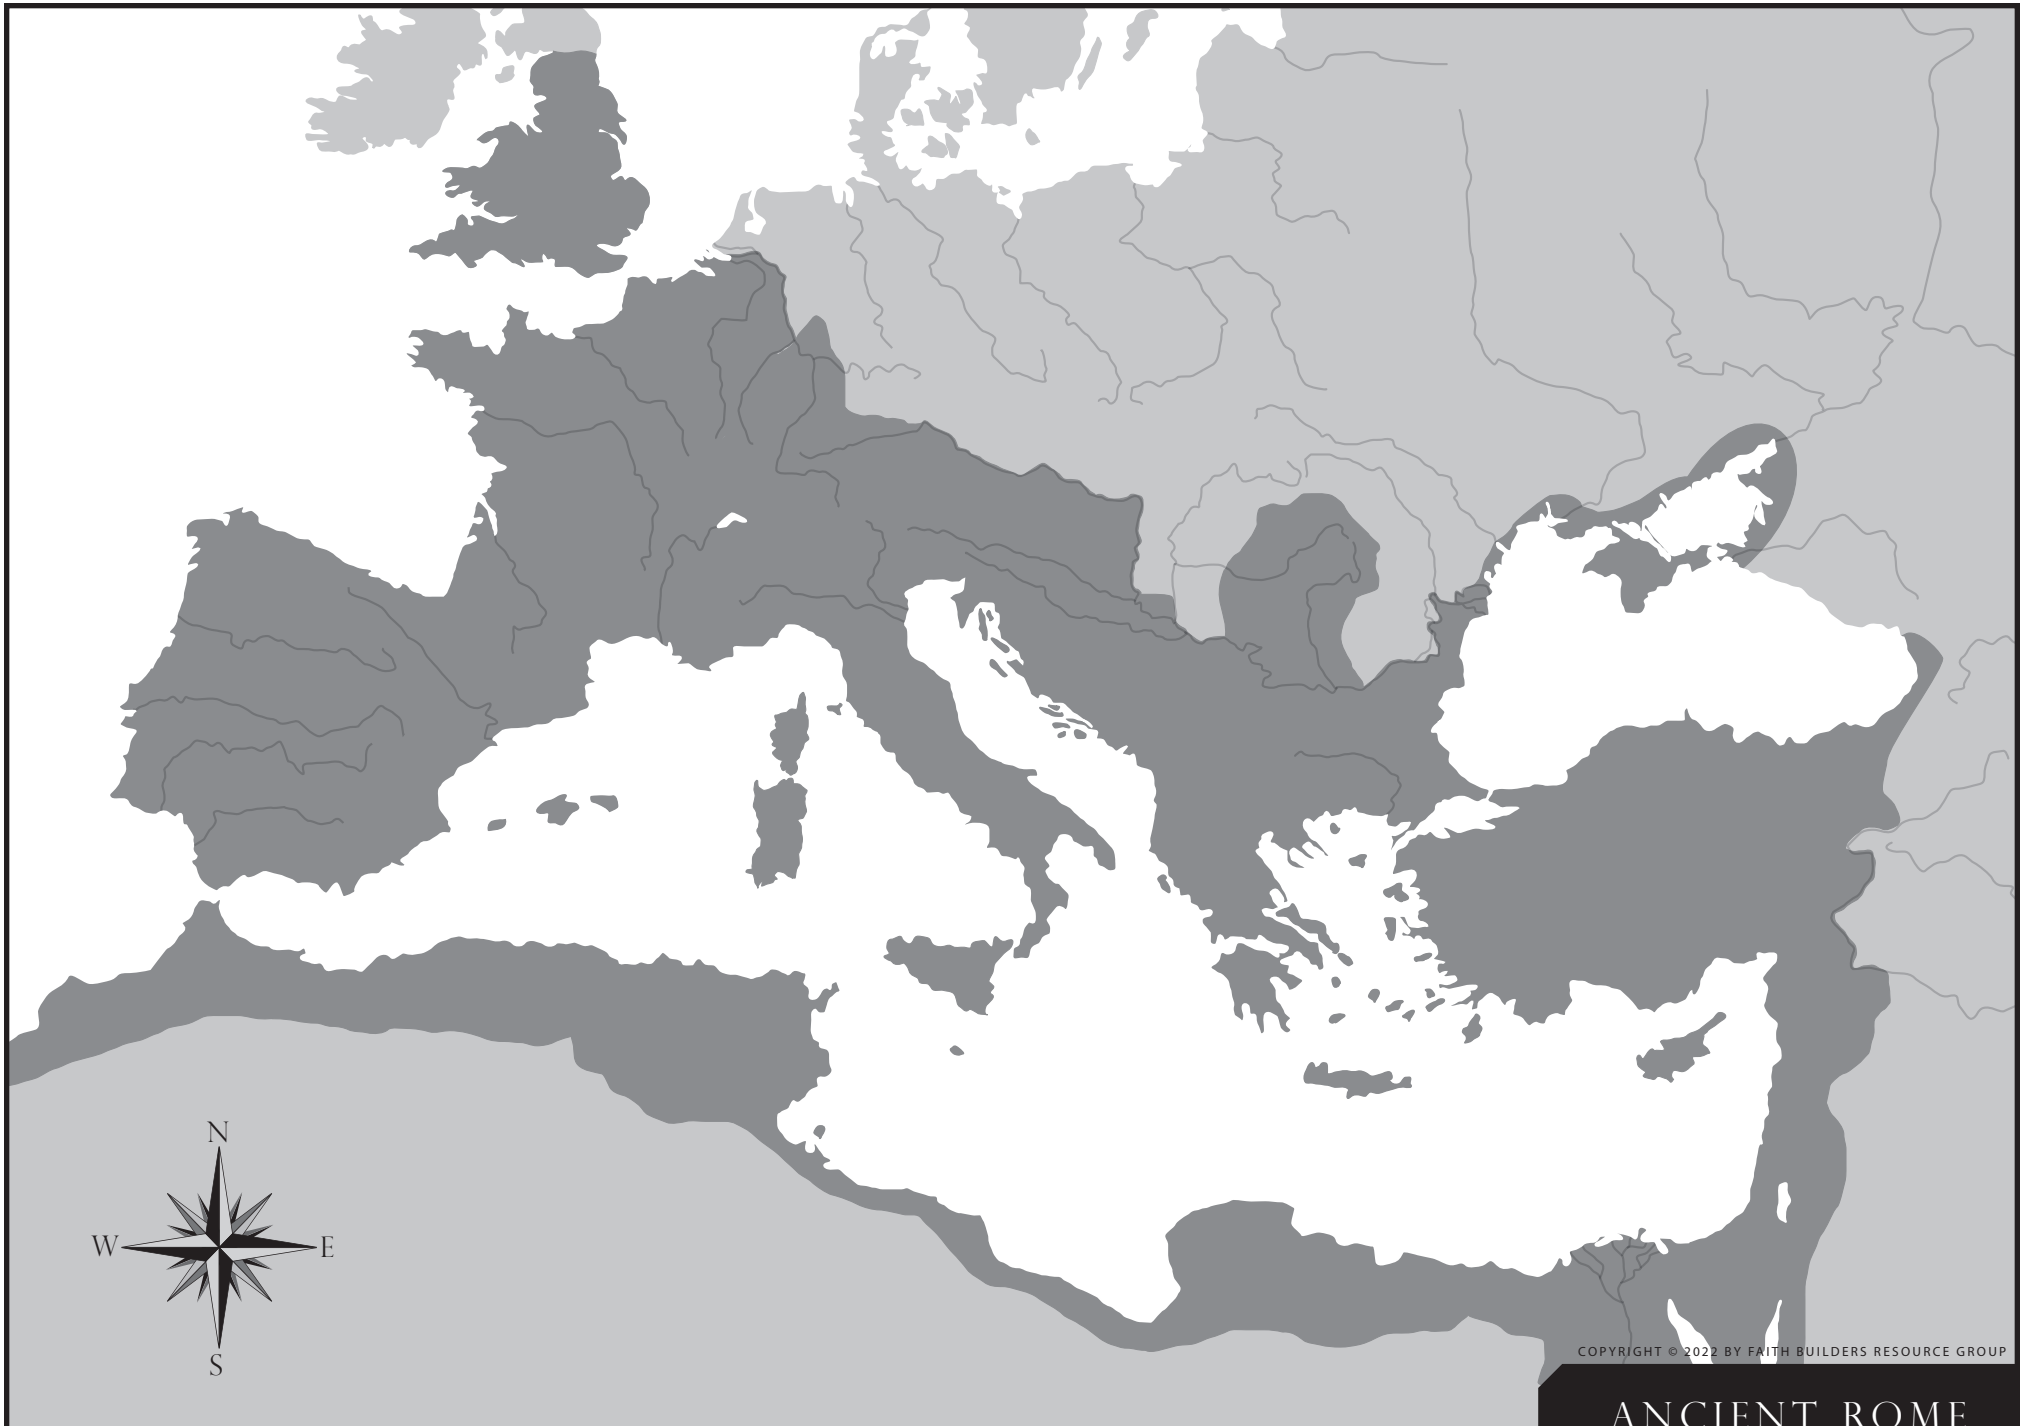 N
W E
S
COPYRIGHT © 2022 BY FAITH BUILDERS RESOURCE GROUP
ANCIENT ROME